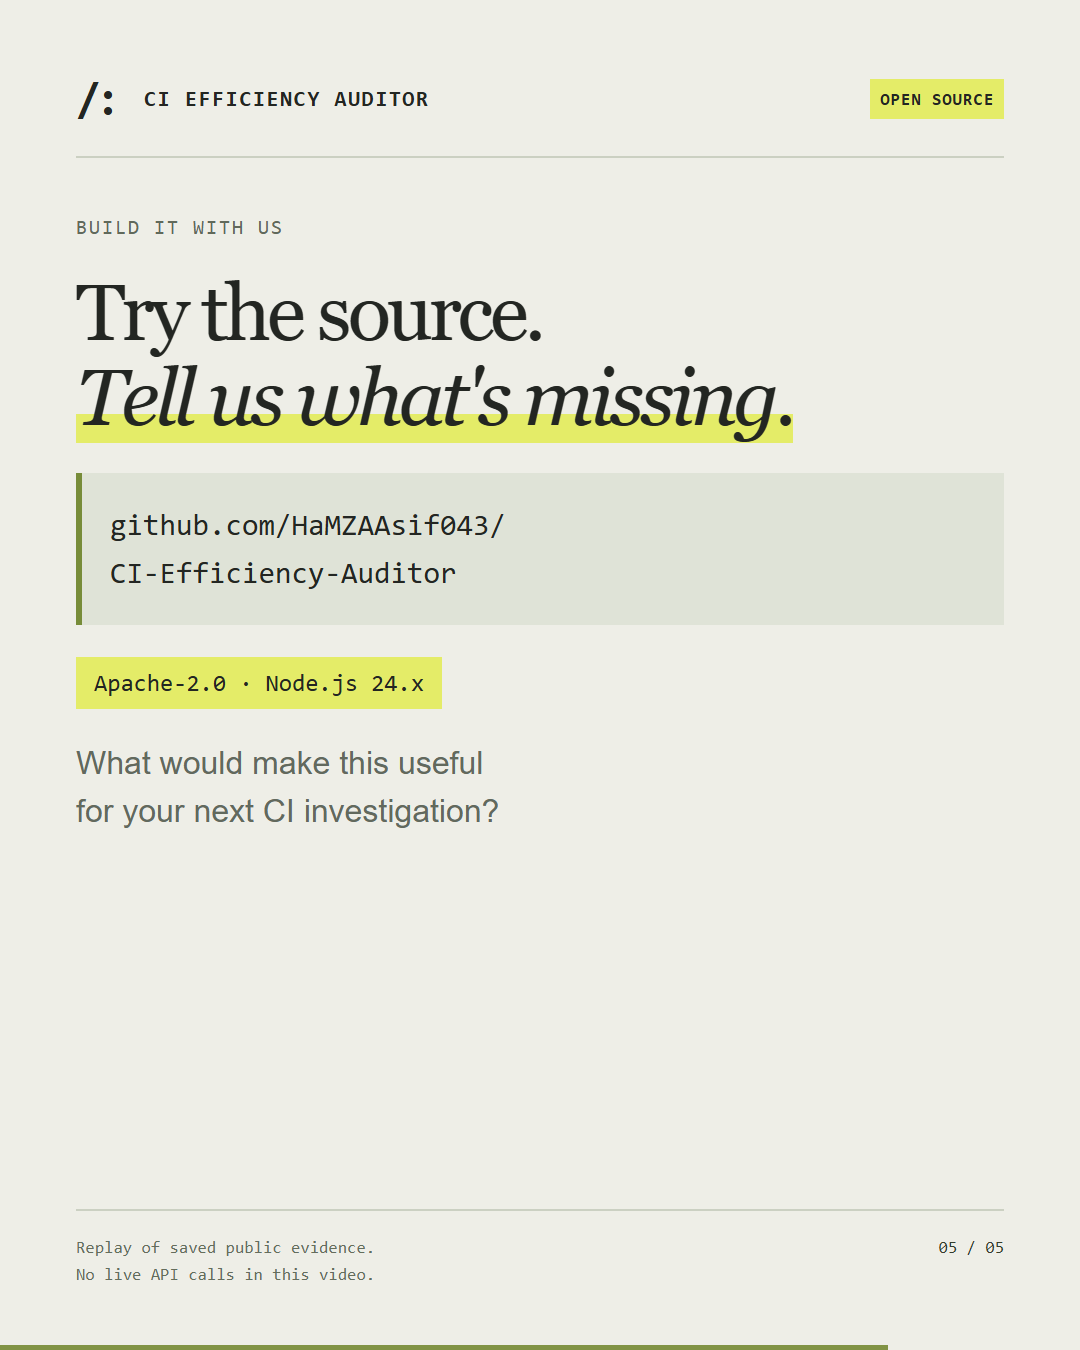 /: CI EFFICIENCY AUDITOR
OPEN SOURCE
BUILD IT WITH US
Try the source.
Tell us what's missing.
github.com/HaMZAAsif043/
CI-Efficiency-Auditor
Apache-2.0 · Node.js 24.x
What would make this useful
for your next CI investigation?
Replay of saved public evidence.
No live API calls in this video.
05 / 05